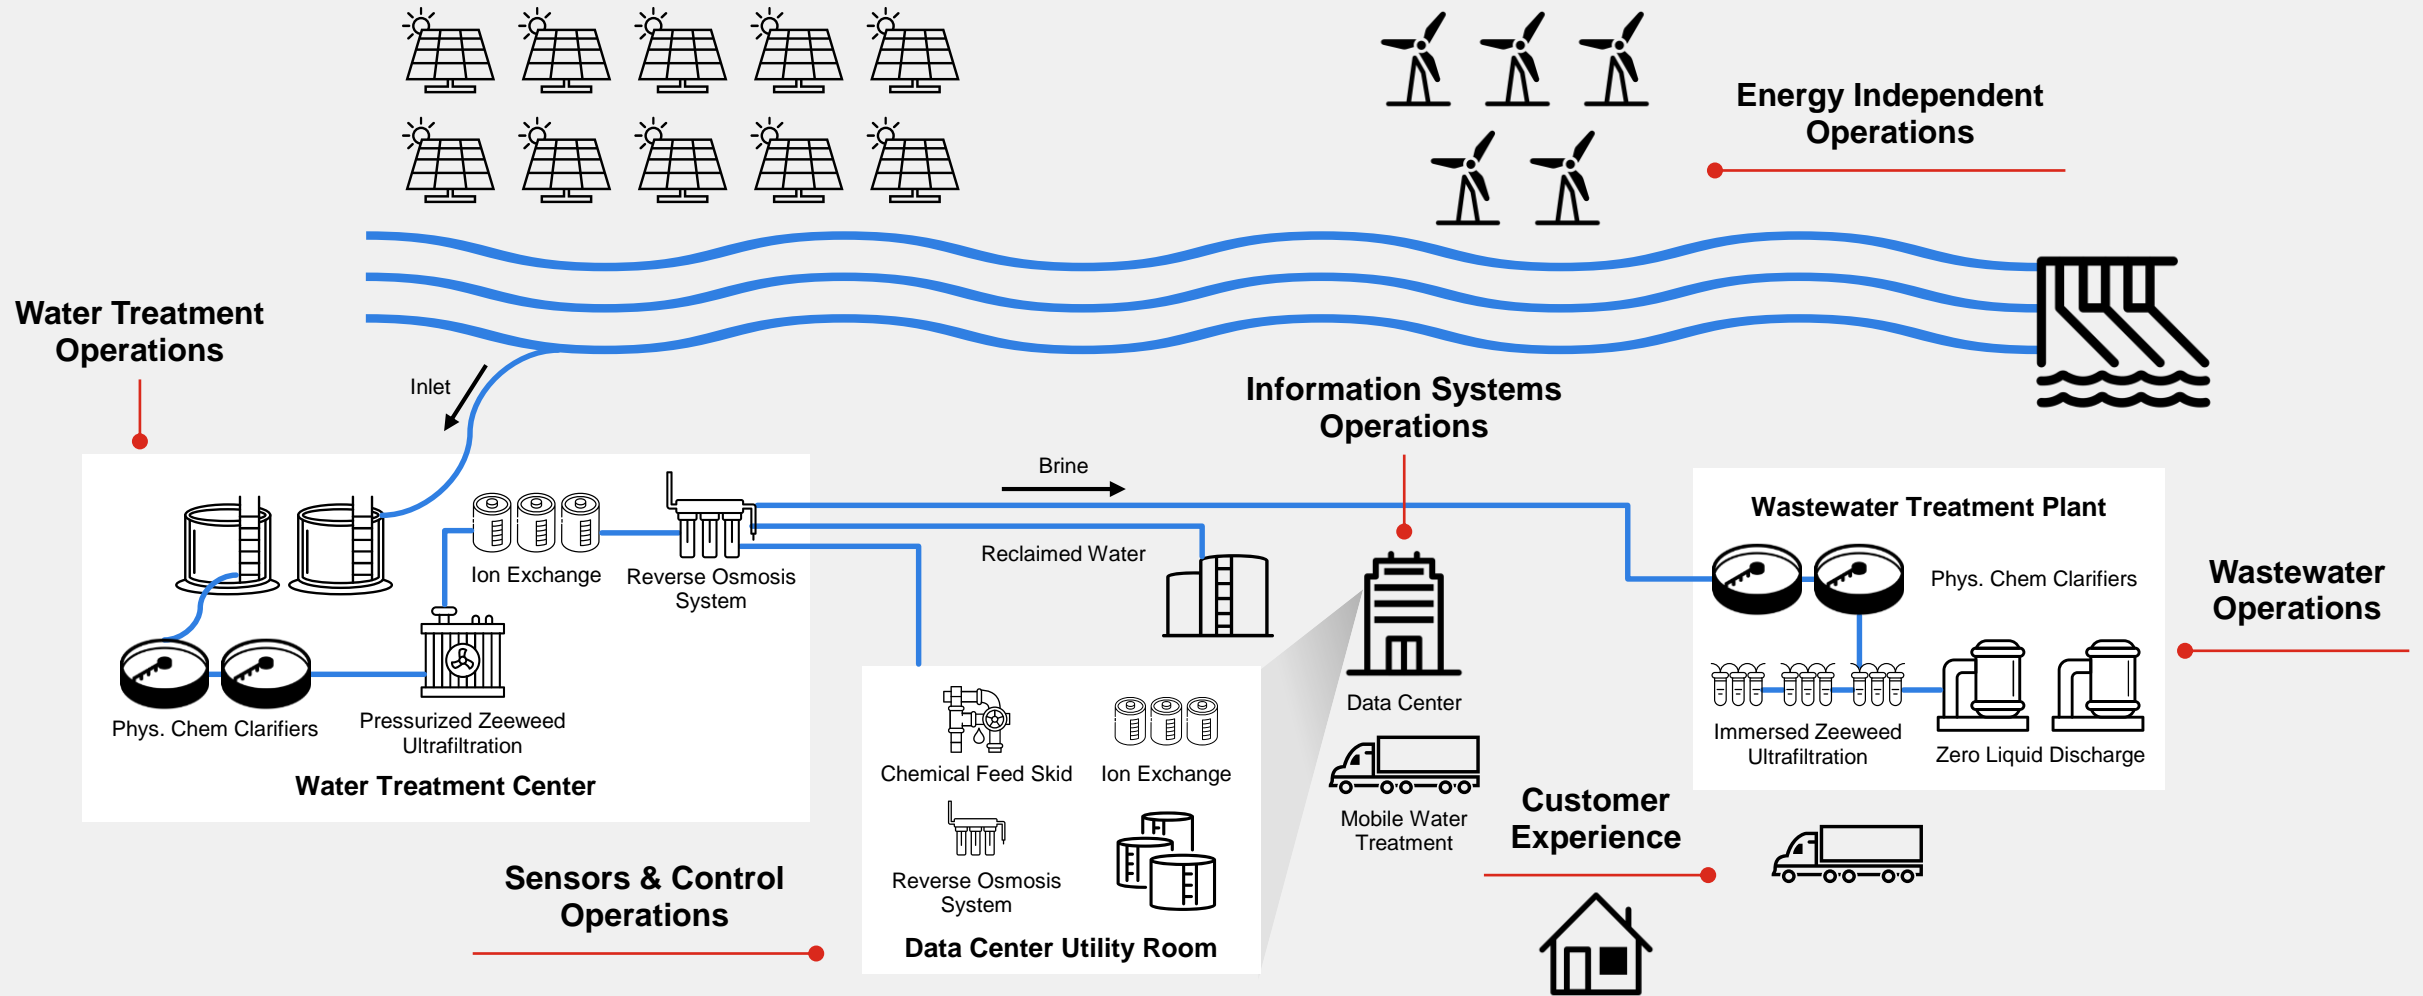 Energy Independent
Operations
Water Treatment
Operations
Inlet
Information Systems
Operations
Brine
Reclaimed Water
Ion Exchange
Reverse Osmosis
System
Phys. Chem Clarifiers
Pressurized Zeeweed
Ultrafiltration
Water Treatment Center
Wastewater Treatment Plant
Phys. Chem Clarifiers
Immersed Zeeweed
Ultrafiltration
Zero Liquid Discharge
Wastewater
Operations
Data Center
Mobile Water
Treatment
Customer
Experience
Chemical Feed Skid
Ion Exchange
Reverse Osmosis
System
Data Center Utility Room
Sensors & Control
Operations